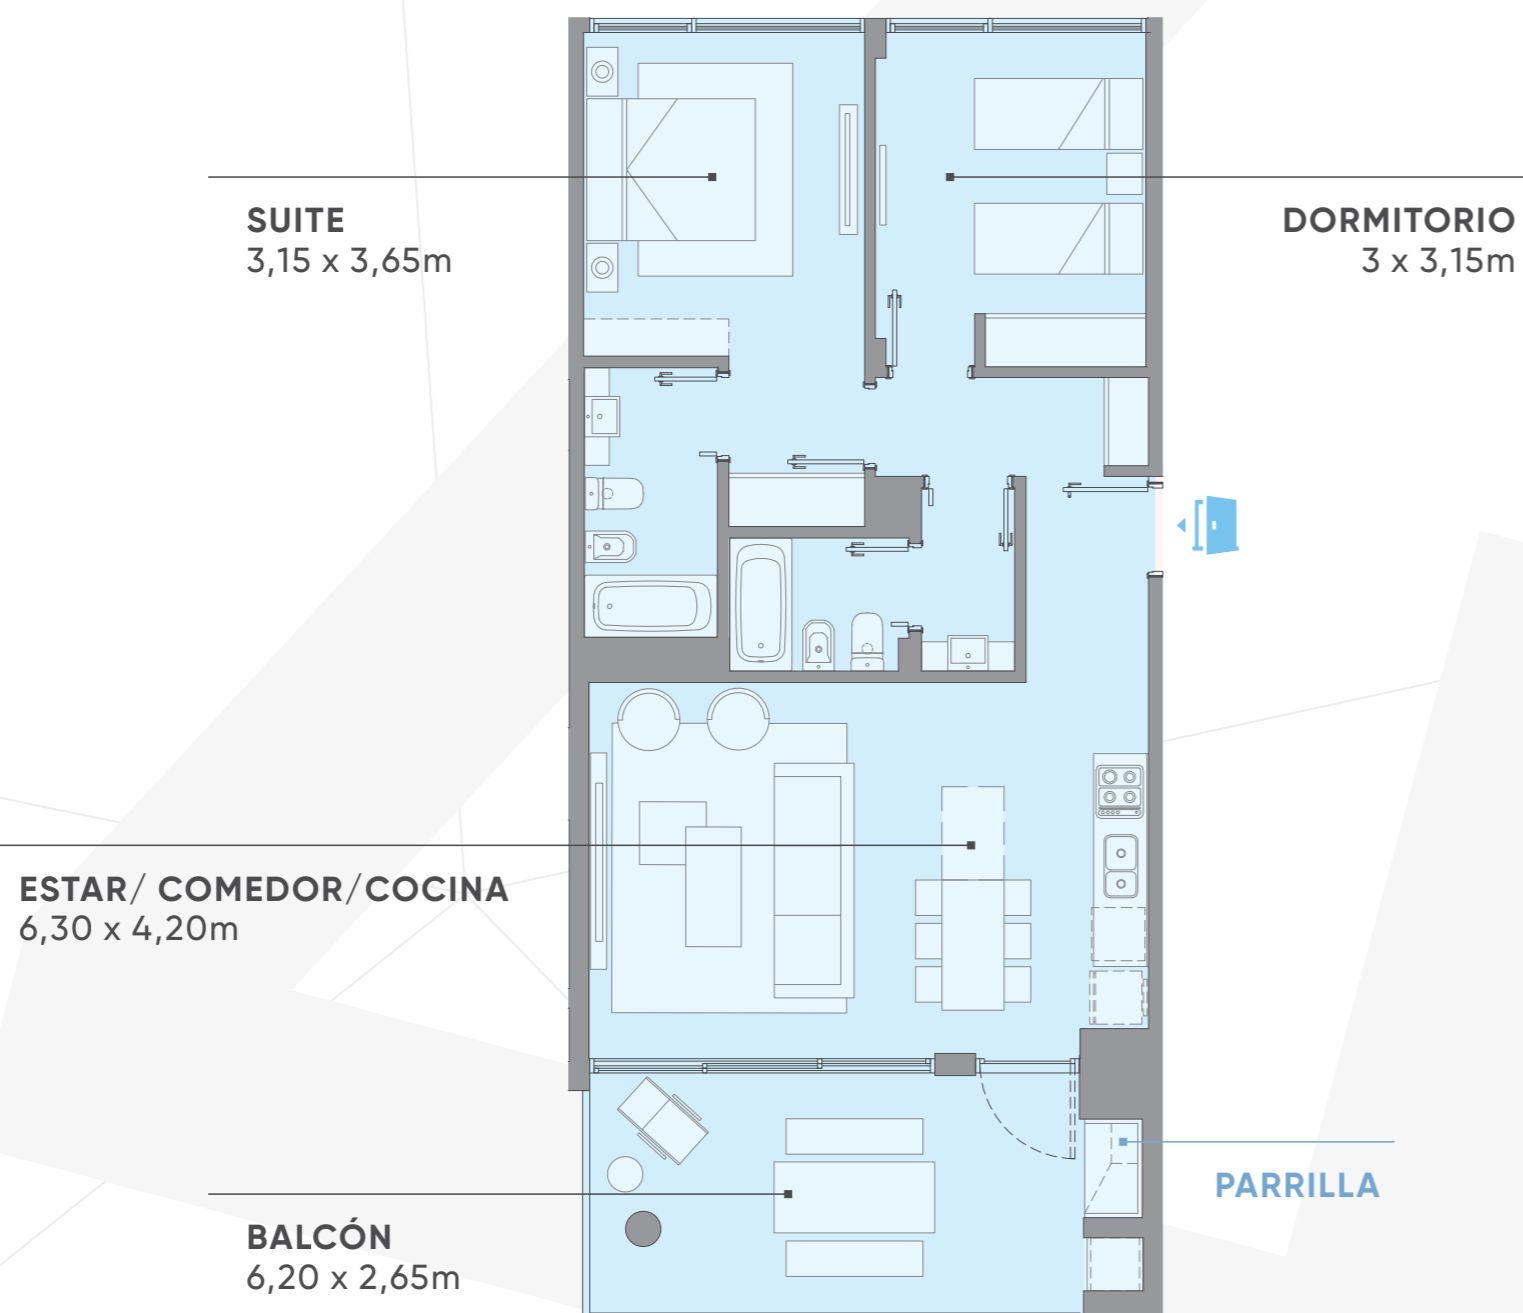 SUITE
3,15 x 3,65m
DORMITORIO
3 x 3,15m
ESTAR/ COMEDOR/COCINA
6,30 x 4,20m
PARRILLA
BALCÓN
6,20 x 2,65m